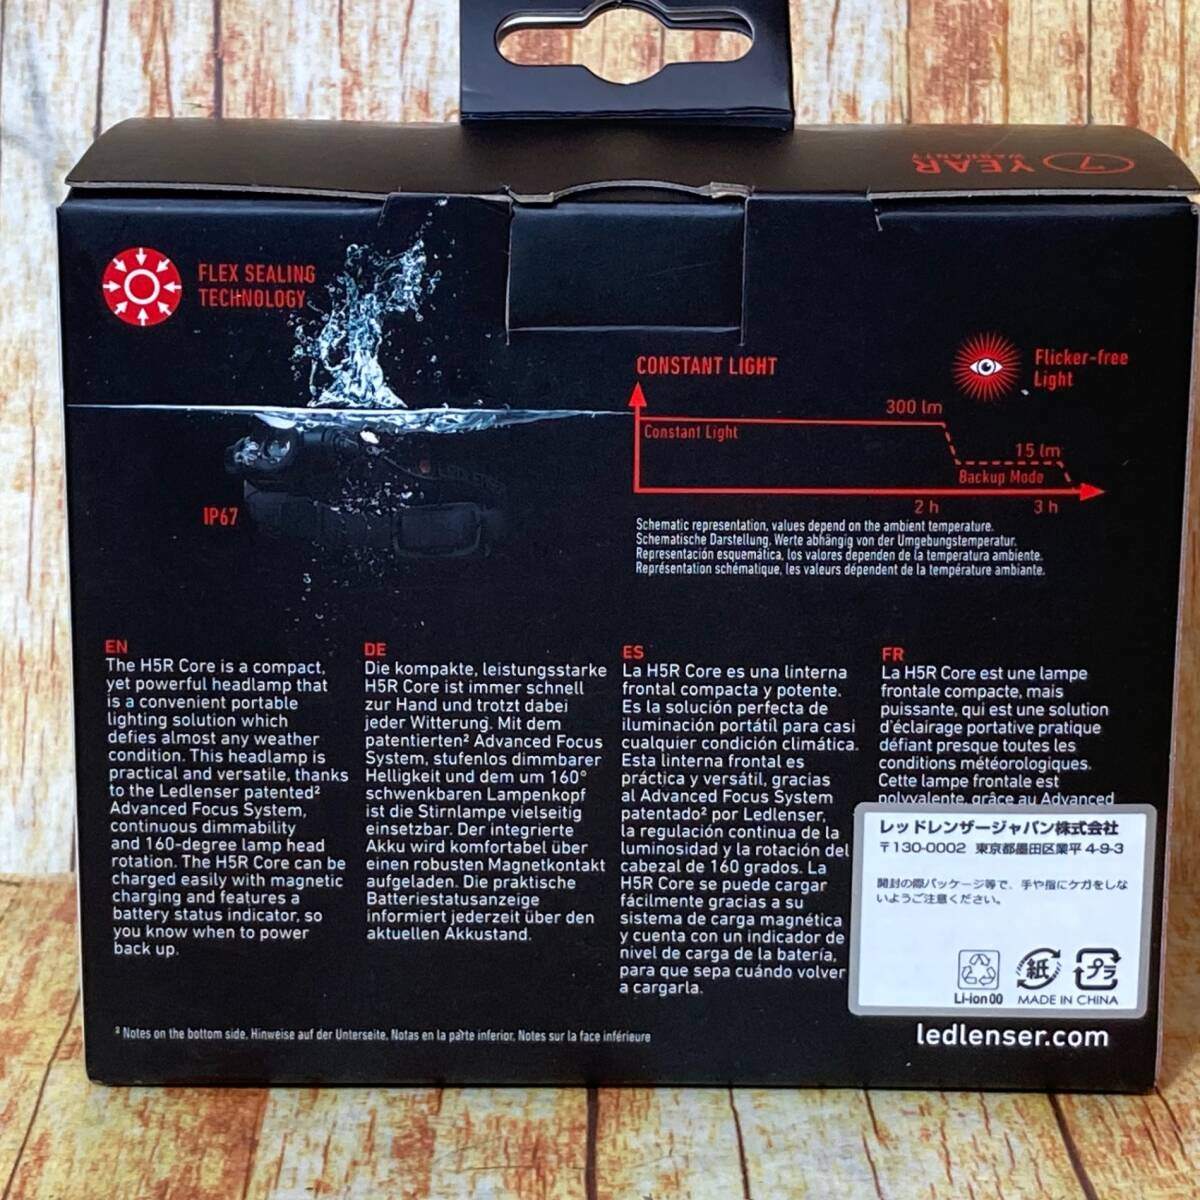 7 YEAR
WARRANTY
FLEX SEALING
TECHNOLOGY
IP67
CONSTANT LIGHT
Flicker-free
Light
300 lm
Constant Light
15 lm
Backup Mode
2 h
3 h
Schematic representation, values depend on the ambient temperature.
Schematische Darstellung, Werte abhängig von der Umgebungstemperatur.
Representación esquemática, los valores dependen de la temperatura ambiente.
Représentation schématique, les valeurs dépendent de la température ambiante.
EN
The H5R Core is a compact,
yet powerful headlamp that
is a convenient portable
lighting solution which
defies almost any weather
condition. This headlamp is
practical and versatile, thanks
to the Ledlenser patented²
Advanced Focus System,
continuous dimmability
and 160-degree lamp head
rotation. The H5R Core can be
charged easily with magnetic
charging and features a
battery status indicator, so
you know when to power
back up.
DE
Die kompakte, leistungsstarke
H5R Core ist immer schnell
zur Hand und trotzt dabei
jeder Witterung. Mit dem
patentierten² Advanced Focus
System, stufenlos dimmbarer
Helligkeit und dem um 160°
schwenkbaren Lampenkopf
ist die Stirnlampe vielseitig
einsetzbar. Der integrierte
Akku wird komfortabel über
einen robusten Magnetkontakt
aufgeladen. Die praktische
Batteriestatusanzeige
informiert jederzeit über den
aktuellen Akkustand.
ES
La H5R Core es una linterna
frontal compacta y potente.
Es la solución perfecta de
iluminación portátil para casi
cualquier condición climática.
Esta linterna frontal es
práctica y versátil, gracias
al Advanced Focus System
patentado² por Ledlenser,
la regulación continua de la
luminosidad y la rotación del
cabezal de 160 grados. La
H5R Core se puede cargar
fácilmente gracias a su
sistema de carga magnética
y cuenta con un indicador de
nivel de carga de la batería,
para que sepa cuándo volver
a cargarla.
FR
La H5R Core est une lampe
frontale compacte, mais
puissante, qui est une solution
d'éclairage portative pratique
défiant presque toutes les
conditions météorologiques.
Cette lampe frontale est
polyvalente, grâce au Advanced
レッドレンザージャパン株式会社
〒130-0002 東京都墨田区業平 4-9-3
開封の際パッケージ等で、手や指にケガをしな
いようご注意ください。
紙
プラ
Li-ion 00
MADE IN CHINA
² Notes on the bottom side. Hinweise auf der Unterseite. Notas en la parte inferior. Notes sur la face inférieure
ledlenser.com